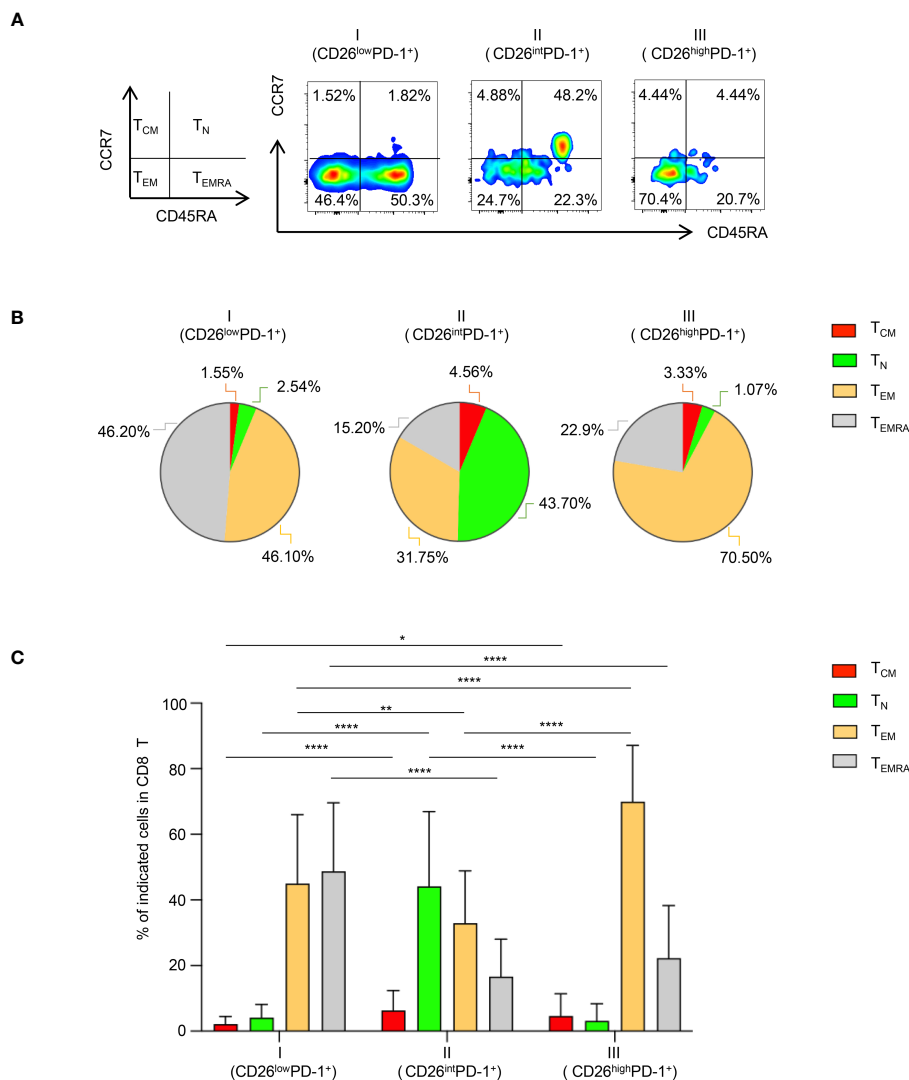 A
I II III
(CD26lowPD-1+) ( CD26intPD-1+) ( CD26highPD-1+)
CCR7
TCM TN
TEM TEMRA
CD45RA
CCR7
1.52% 1.82% 4.88% 48.2% 4.44% 4.44%
46.4% 50.3% 24.7% 22.3% 70.4% 20.7%
CD45RA
B
I II III
(CD26lowPD-1+) ( CD26intPD-1+) ( CD26highPD-1+)
1.55% 2.54% 46.20% 46.10%
4.56% 15.20% 43.70% 31.75%
3.33% 1.07% 22.9% 70.50%
TCM
TN
TEM
TEMRA
C
*
****
****
**
**** ****
**** ****
****
TCM
TN
TEM
TEMRA
% of indicated cells in CD8 T
100
80
60
40
20
0
I II III
(CD26lowPD-1+) ( CD26intPD-1+) ( CD26highPD-1+)